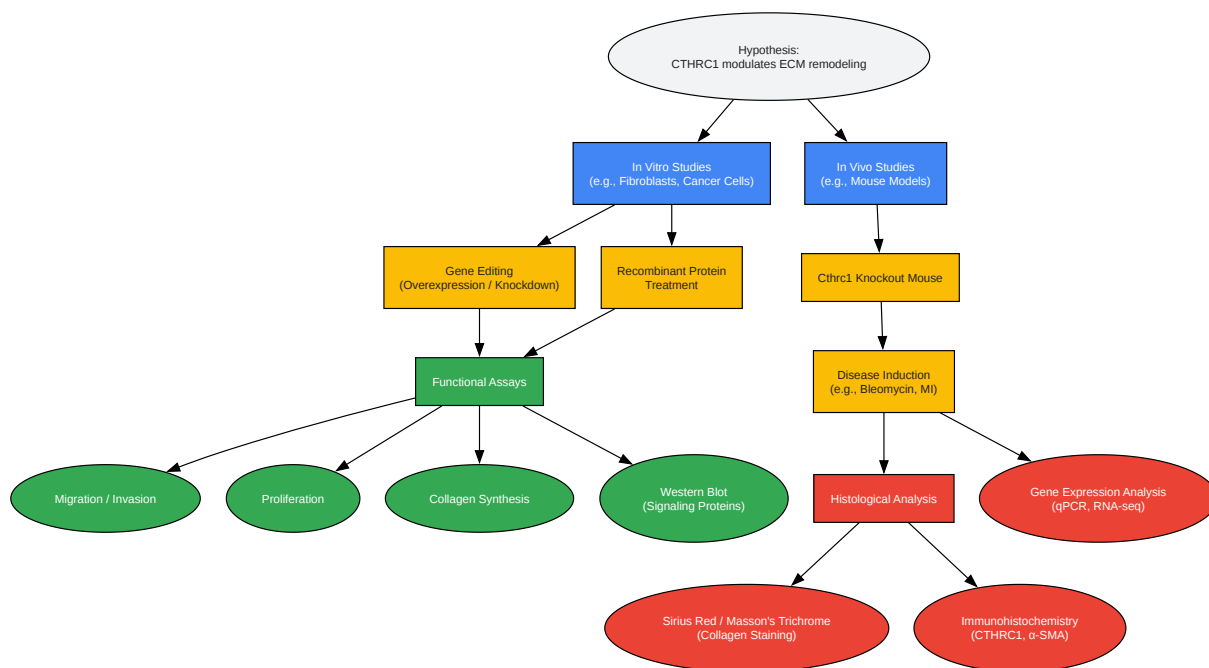 Hypothesis:
CTHRC1 modulates ECM remodeling
In Vitro Studies
(e.g., Fibroblasts, Cancer Cells)
In Vivo Studies
(e.g., Mouse Models)
Gene Editing
(Overexpression / Knockdown)
Recombinant Protein
Treatment
Cthrc1 Knockout Mouse
Functional Assays
Disease Induction
(e.g., Bleomycin, MI)
Migration / Invasion
Proliferation
Collagen Synthesis
Western Blot
(Signaling Proteins)
Histological Analysis
Gene Expression Analysis
(qPCR, RNA-seq)
Sirius Red / Masson's Trichrome
(Collagen Staining)
Immunohistochemistry
(CTHRC1, α-SMA)